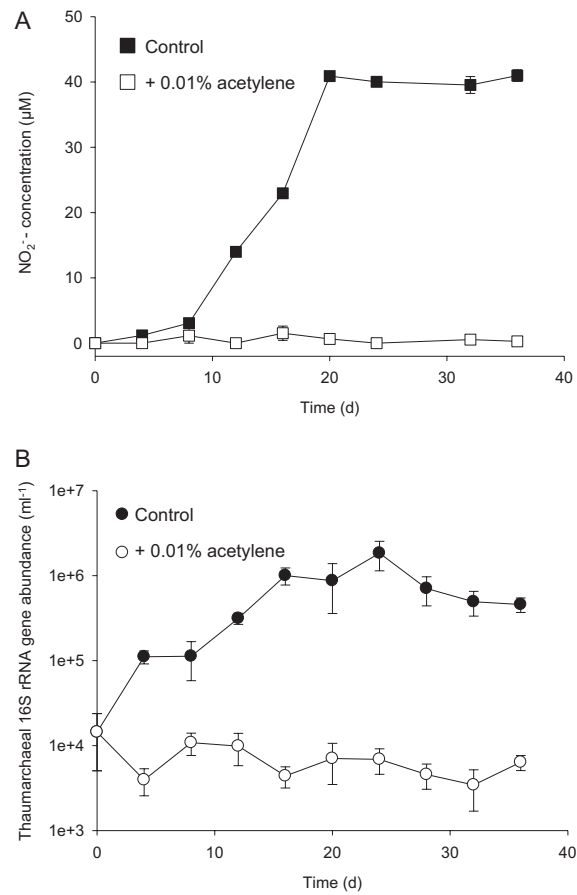 A
50
Control
+ 0.01% acetylene
40
30
20
10
0
NO₂⁻- concentration (µM)
0 10 20 30 40
Time (d)
B
1e+7
Control
+ 0.01% acetylene
1e+6
1e+5
1e+4
1e+3
Thaumarchaeal 16S rRNA gene abundance (ml⁻¹)
0 10 20 30 40
Time (d)